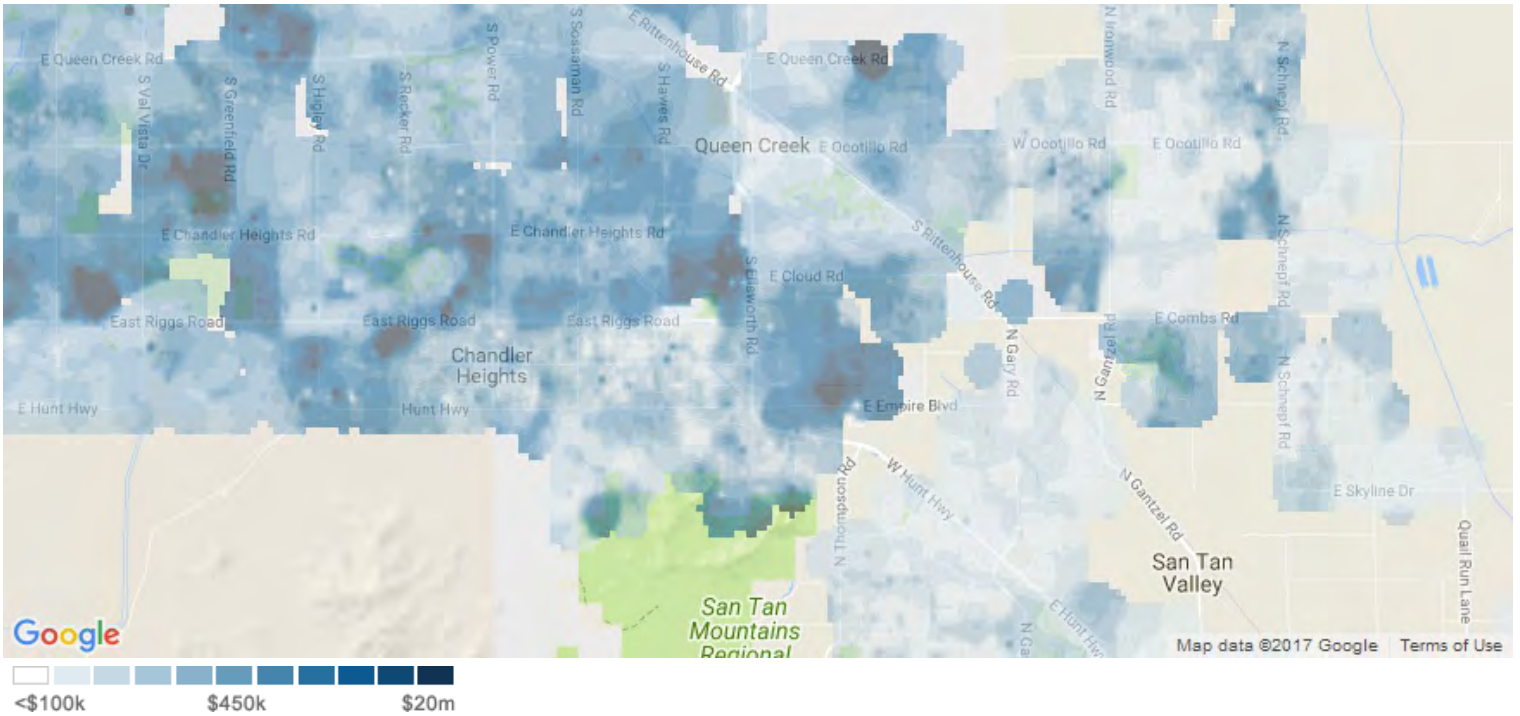 S Sossaman Rd
E Rittenhouse Rd
N Ironwood Rd
S Power Rd
E Queen Creek Rd
E Queen Creek Rd
N Schnepf Rd
S Val Vista Dr
S Greenfield Rd
S Higley Rd
S Recker Rd
S Hawes Rd
Queen Creek
E Ocotillo Rd
W Ocotillo Rd
E Ocotillo Rd
E Chandler Heights Rd
E Chandler Heights Rd
S Rittenhouse Rd
N Schnepf Rd
E Cloud Rd
S Ellsworth Rd
East Riggs Road
East Riggs Road
East Riggs Road
E Combs Rd
N Gary Rd
N Gantzel Rd
Chandler
Heights
N Schnepf Rd
E Hunt Hwy
Hunt Hwy
E Empire Blvd
N Thompson Rd
W Hunt Hwy
N Gantzel Rd
E Skyline Dr
Quail Run Lane
San Tan
Valley
San Tan
Mountains
Regional
E Hunt Hwy
N Ga
Google
Map data ©2017 Google
Terms of Use
<$100k
$450k
$20m